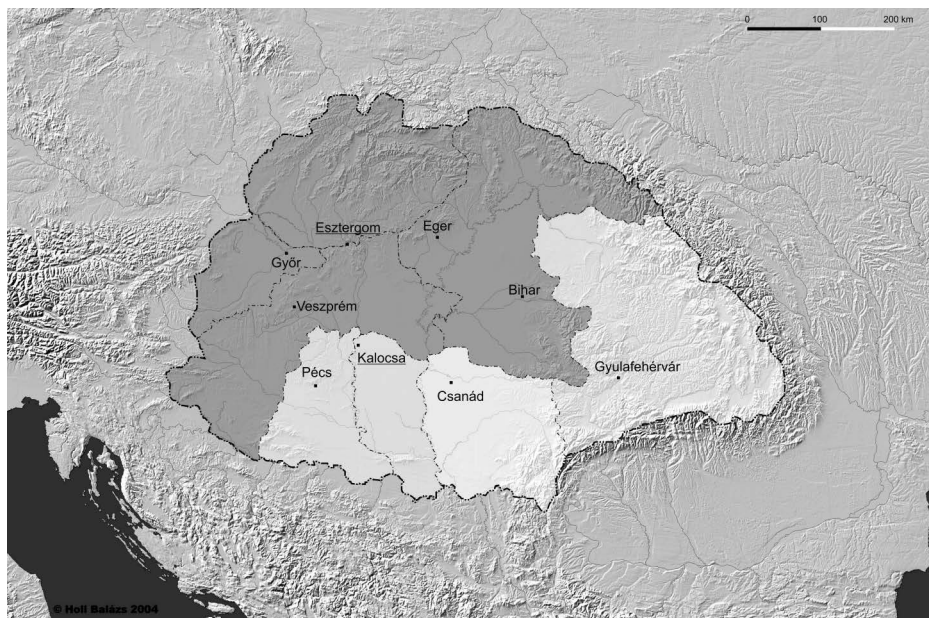 0 100 200 km
Esztergom
Eger
Győr
Bihar
Veszprém
Kalocsa
Gyulafehérvár
Pécs
Csanád
© Holl Balázs 2004